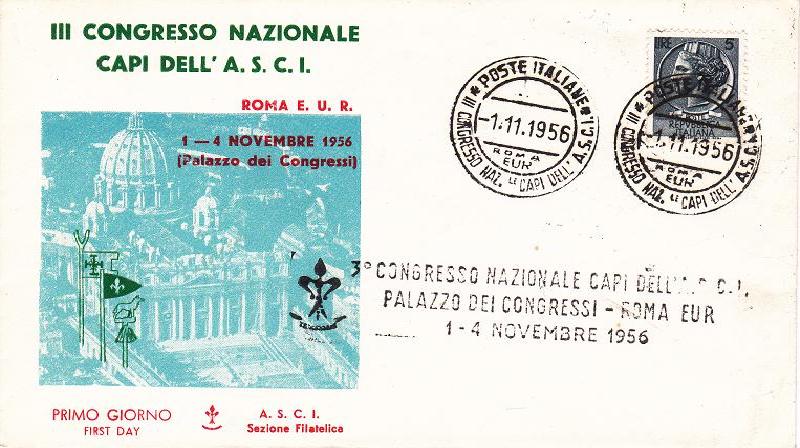 III CONGRESSO NAZIONALE
CAPI DELL' A. S. C. I.
ROMA E. U. R.
1 — 4 NOVEMBRE 1956
(Palazzo dei Congressi)
LIRE 5
REPUBBLICA
ITALIANA
* POSTE ITALIANE *
-1.11.1956
ROMA
EUR
III CONGRESSO NAZ. LE CAPI DELL' A.S.C.I.
* POSTE ITALIANE *
-1.11.1956
ROMA
EUR
III CONGRESSO NAZ. LE CAPI DELL' A.S.C.I.
3° CONGRESSO NAZIONALE CAPI DELL'A.S.C.I.
PALAZZO DEI CONGRESSI - ROMA EUR
1 - 4 NOVEMBRE 1956
PRIMO GIORNO
FIRST DAY
A. S. C. I.
Sezione Filatelica